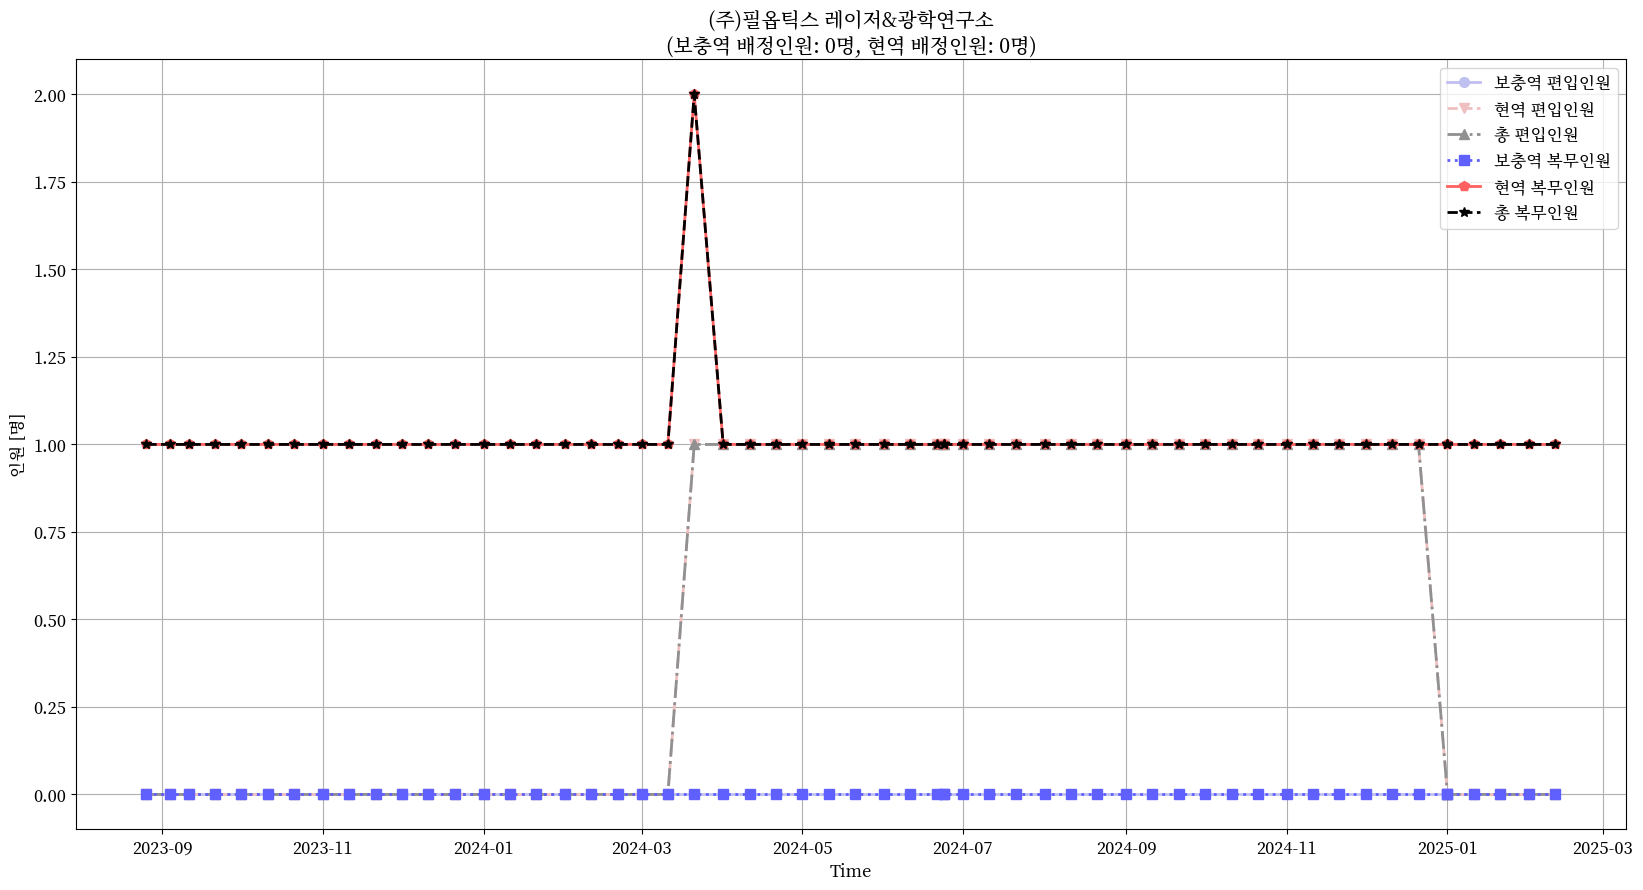 (주)필옵틱스 레이저&광학연구소
(보충역 배정인원: 0명, 현역 배정인원: 0명)
보충역 편입인원
현역 편입인원
총 편입인원
보충역 복무인원
현역 복무인원
총 복무인원
인원 [명]
2.00
1.75
1.50
1.25
1.00
0.75
0.50
0.25
0.00
2023-09 2023-11 2024-01 2024-03 2024-05 2024-07 2024-09 2024-11 2025-01 2025-03
Time